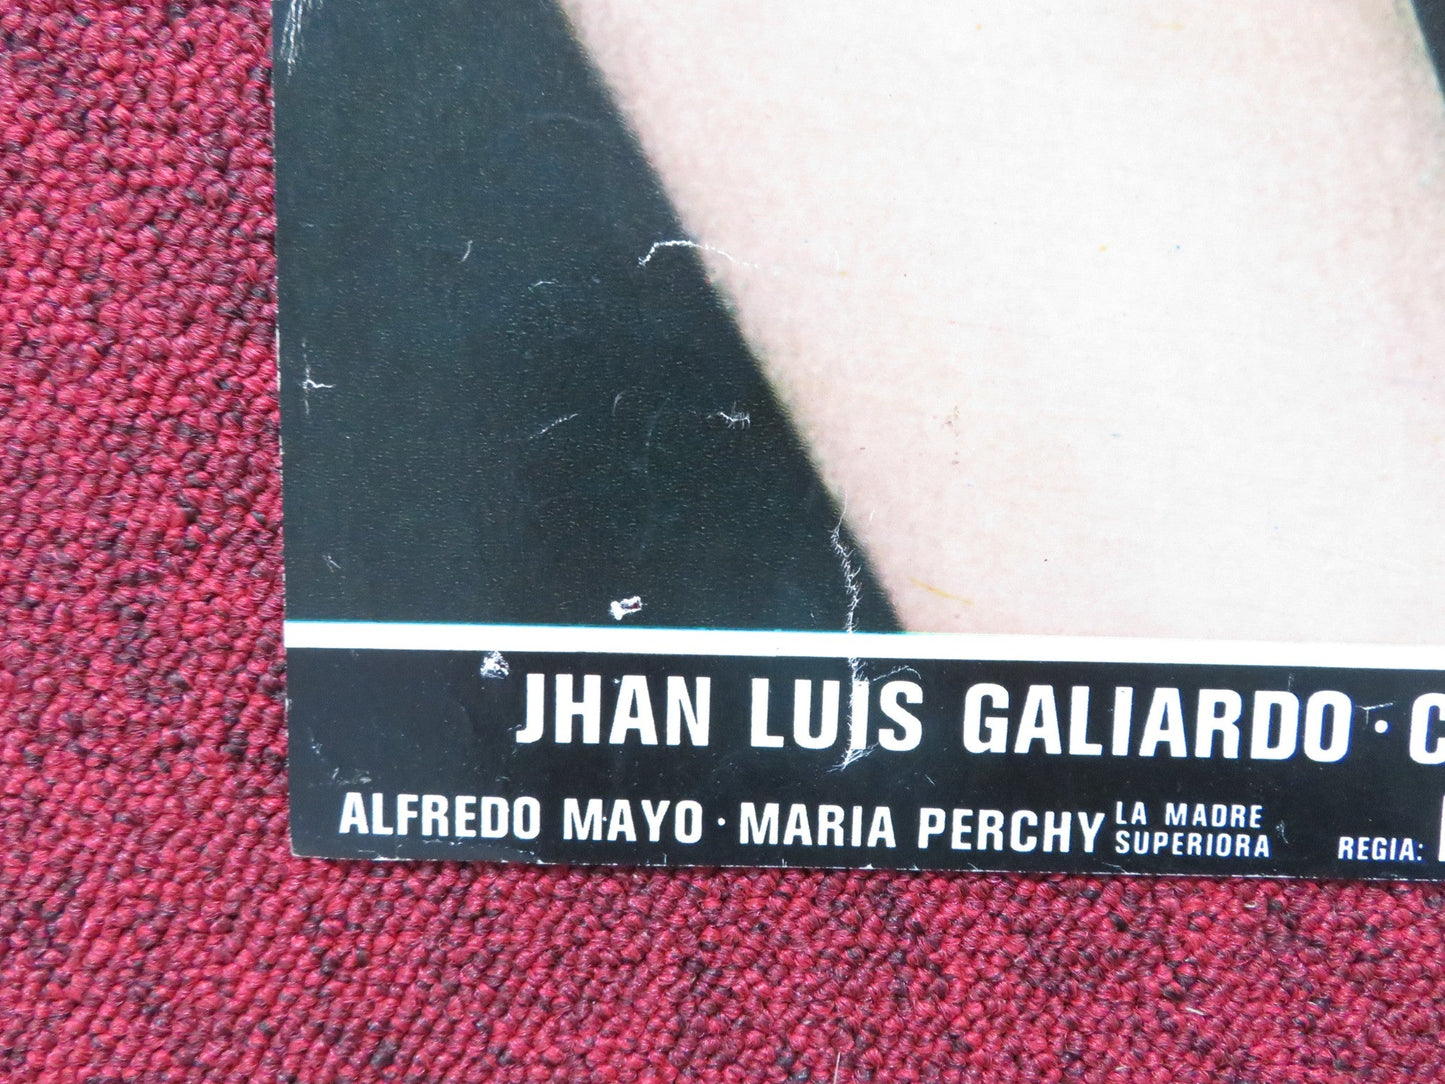 JHAN LUIS GALIARDO · C
ALFREDO MAYO · MARIA PERCHY LA MADRE SUPERIORA REGIA: